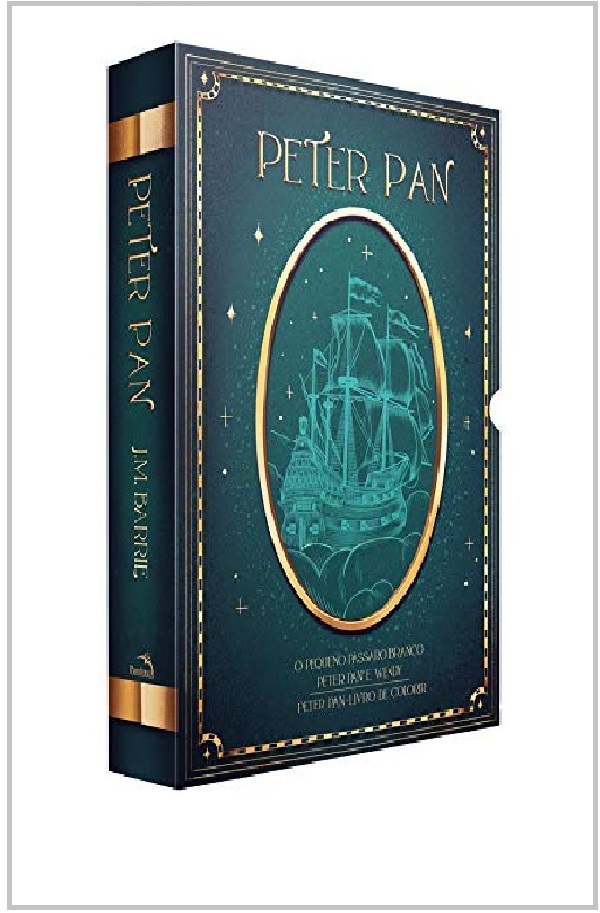 PETER PAN
J.M. BARRIE
PETER PAN
O PEQUENO PÁSSARO BRANCO
PETER PAN E WENDY
PETER PAN-LIVRO DE COLORIR